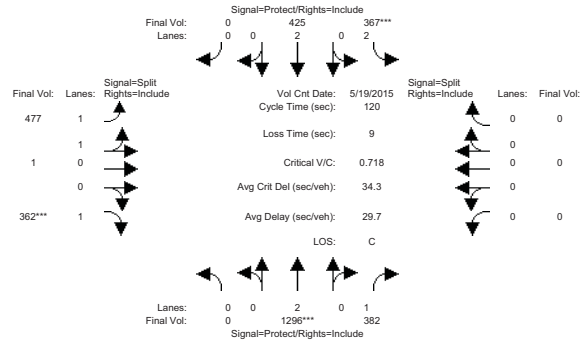 Signal=Protect/Rights=Include
Final Vol: 0 425 367***
Lanes: 0 0 2 0 2
Signal=Split Signal=Split
Final Vol: Lanes: Rights=Include Vol Cnt Date: 5/19/2015 Rights=Include Lanes: Final Vol:
Cycle Time (sec): 120
477 1 0 0
Loss Time (sec): 9
1 0
1 0 Critical V/C: 0.718 0 0
0 Avg Crit Del (sec/veh): 34.3 0
362*** 1 Avg Delay (sec/veh): 29.7 0 0
LOS: C
Lanes: 0 0 2 0 1
Final Vol: 0 1296*** 382
Signal=Protect/Rights=Include